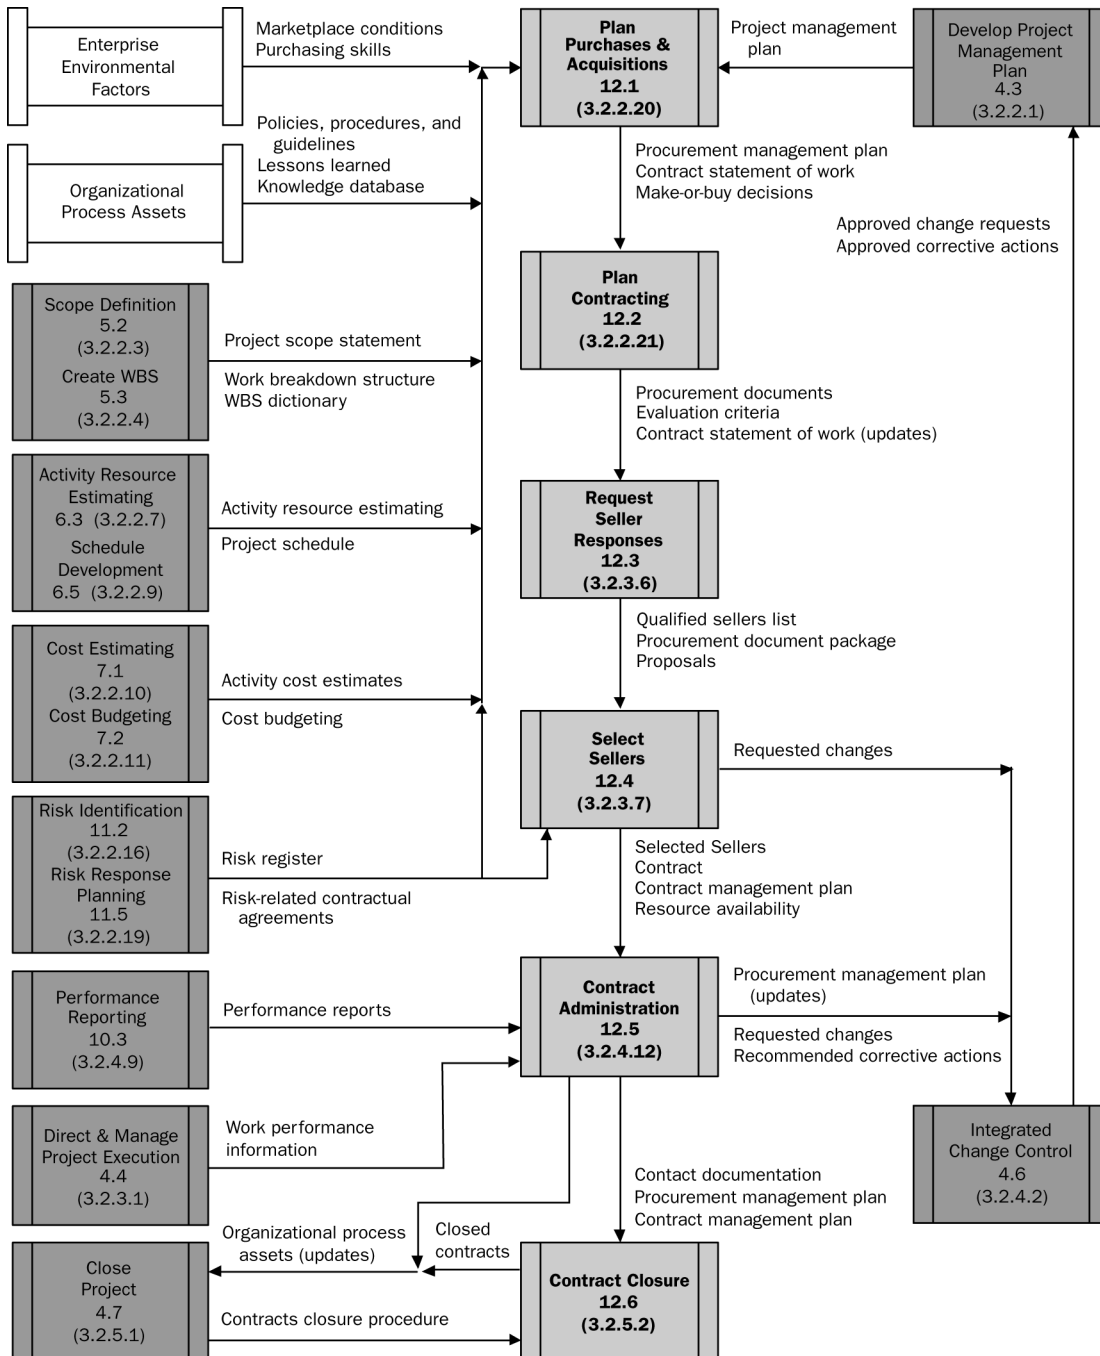 Enterprise
Environmental
Factors
Marketplace conditions
Purchasing skills
Plan
Purchases &
Acquisitions
12.1
(3.2.2.20)
Project management
plan
Develop Project
Management
Plan
4.3
(3.2.2.1)
Organizational
Process Assets
Policies, procedures, and
guidelines
Lessons learned
Knowledge database
Procurement management plan
Contract statement of work
Make-or-buy decisions
Approved change requests
Approved corrective actions
Plan
Contracting
12.2
(3.2.2.21)
Scope Definition
5.2
(3.2.2.3)
Create WBS
5.3
(3.2.2.4)
Project scope statement
Work breakdown structure
WBS dictionary
Procurement documents
Evaluation criteria
Contract statement of work (updates)
Activity Resource
Estimating
6.3 (3.2.2.7)
Schedule
Development
6.5 (3.2.2.9)
Activity resource estimating
Project schedule
Request
Seller
Responses
12.3
(3.2.3.6)
Qualified sellers list
Procurement document package
Proposals
Cost Estimating
7.1
(3.2.2.10)
Cost Budgeting
7.2
(3.2.2.11)
Activity cost estimates
Cost budgeting
Select
Sellers
12.4
(3.2.3.7)
Requested changes
Risk Identification
11.2
(3.2.2.16)
Risk Response
Planning
11.5
(3.2.2.19)
Risk register
Risk-related contractual
agreements
Selected Sellers
Contract
Contract management plan
Resource availability
Performance
Reporting
10.3
(3.2.4.9)
Performance reports
Contract
Administration
12.5
(3.2.4.12)
Procurement management plan
(updates)
Requested changes
Recommended corrective actions
Direct & Manage
Project Execution
4.4
(3.2.3.1)
Work performance
information
Integrated
Change Control
4.6
(3.2.4.2)
Contact documentation
Procurement management plan
Contract management plan
Organizational process
assets (updates)
Closed
contracts
Close
Project
4.7
(3.2.5.1)
Contracts closure procedure
Contract Closure
12.6
(3.2.5.2)